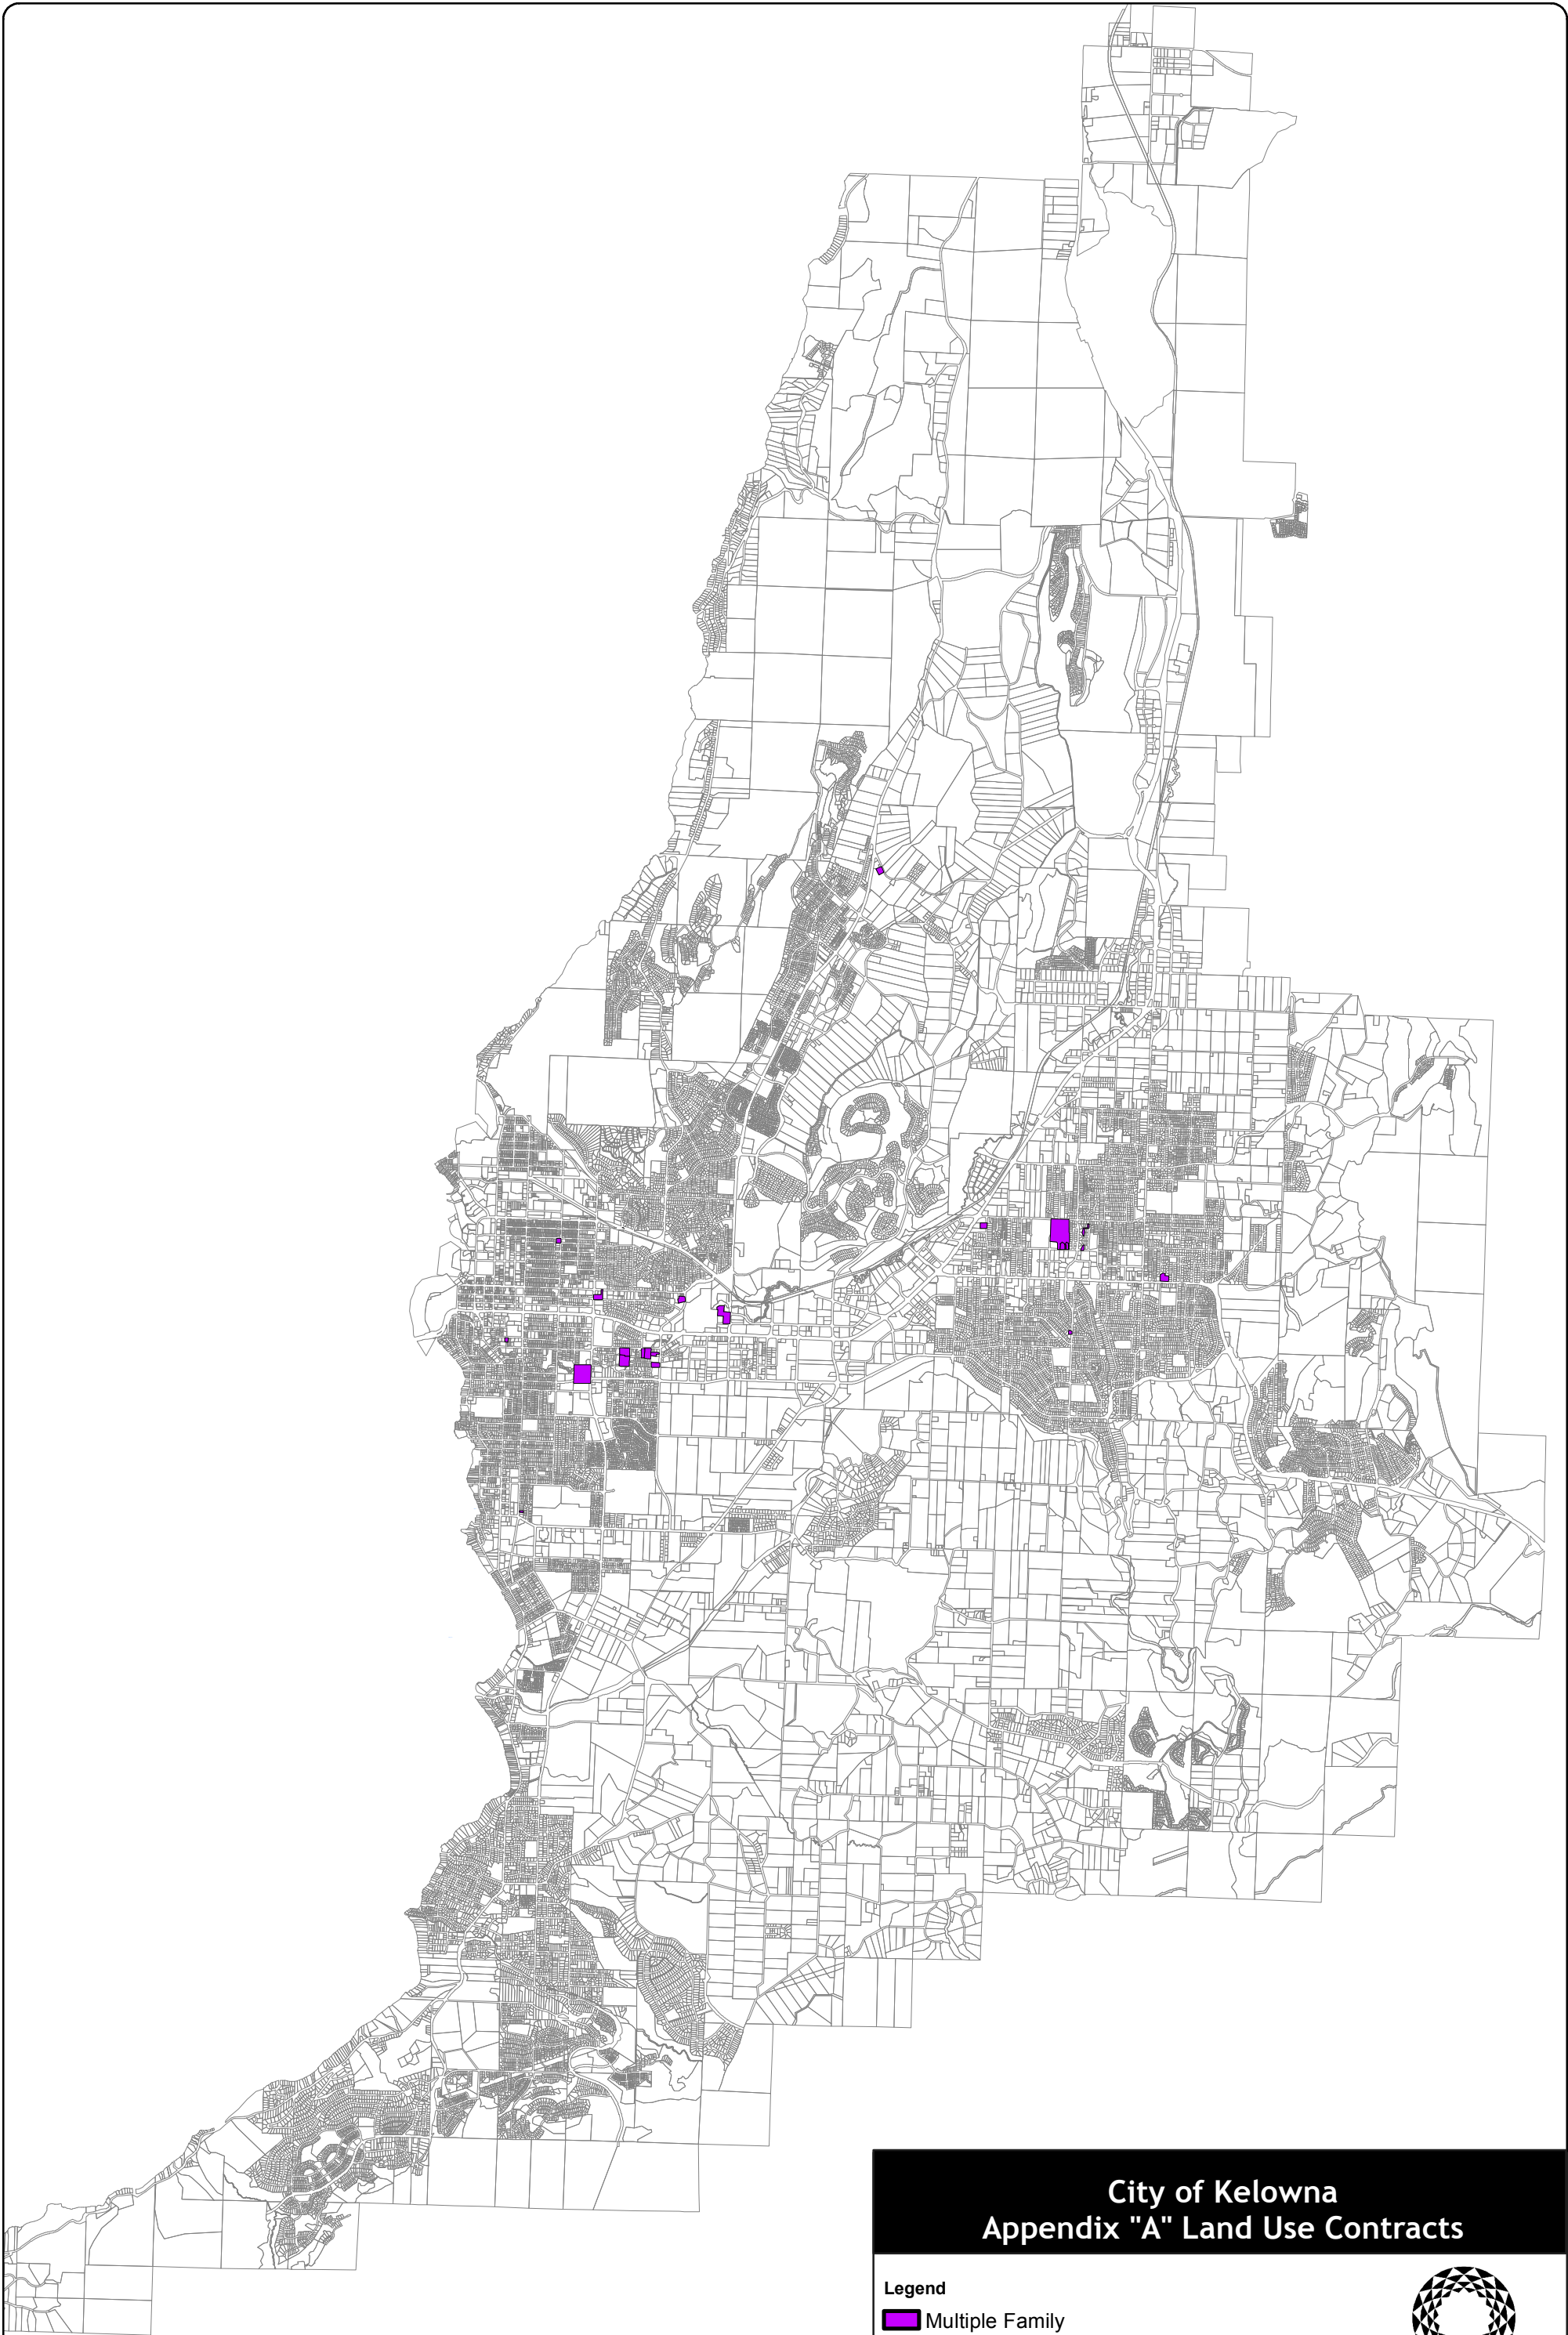 City of Kelowna
Appendix "A" Land Use Contracts
Legend
Multiple Family